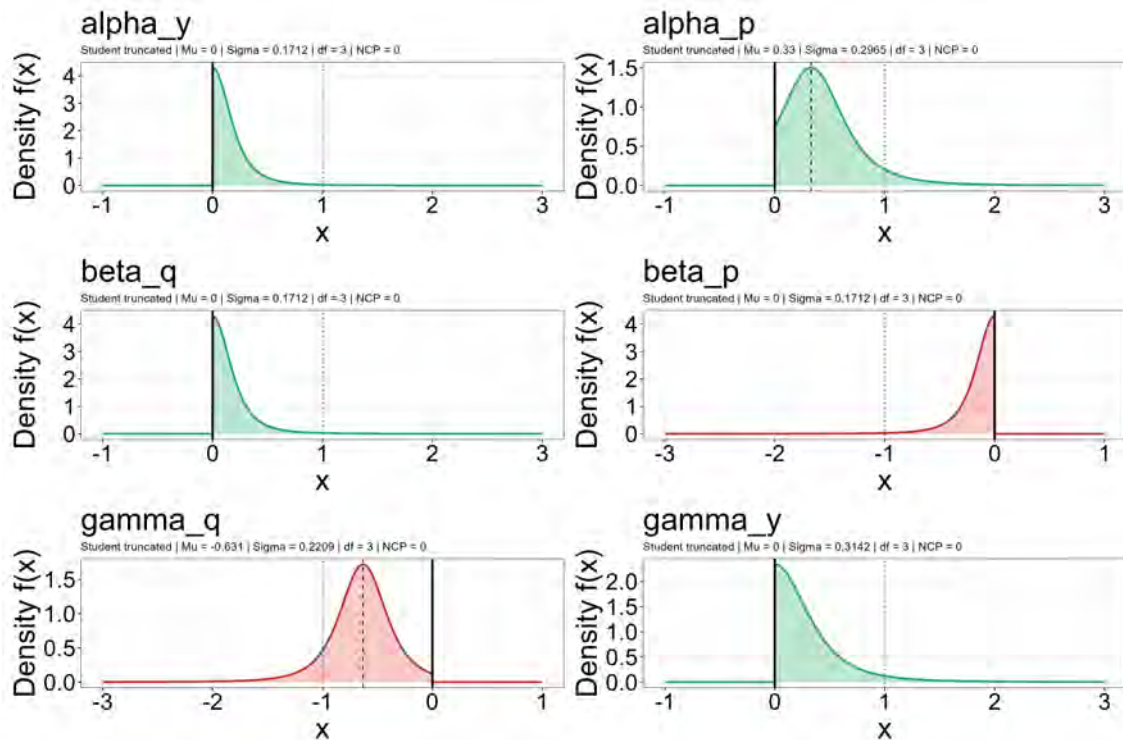 alpha_y
Student truncated | Mu = 0 | Sigma = 0.1712 | df = 3 | NCP = 0
Density f(x)
4
3
2
1
0
-1 0 1 2 3
x
alpha_p
Student truncated | Mu = 0.33 | Sigma = 0.2965 | df = 3 | NCP = 0
Density f(x)
1.5
1.0
0.5
0.0
-1 0 1 2 3
x
beta_q
Student truncated | Mu = 0 | Sigma = 0.1712 | df = 3 | NCP = 0
Density f(x)
4
3
2
1
0
-1 0 1 2 3
x
beta_p
Student truncated | Mu = 0 | Sigma = 0.1712 | df = 3 | NCP = 0
Density f(x)
4
3
2
1
0
-3 -2 -1 0 1
x
gamma_q
Student truncated | Mu = -0.631 | Sigma = 0.2209 | df = 3 | NCP = 0
Density f(x)
1.5
1.0
0.5
0.0
-3 -2 -1 0 1
x
gamma_y
Student truncated | Mu = 0 | Sigma = 0.3142 | df = 3 | NCP = 0
Density f(x)
2.0
1.5
1.0
0.5
0.0
-1 0 1 2 3
x